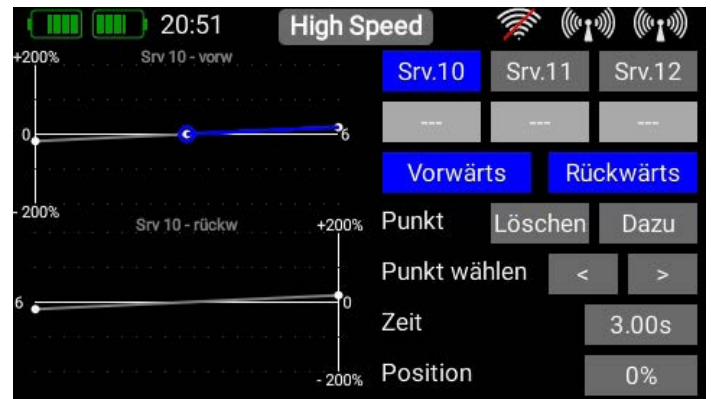 20:51 High Speed
+200% Srv 10 - vorw
0 6
- 200%
Srv 10 - rückw +200%
6 0
- 200%
Srv.10 Srv.11 Srv.12
--- --- ---
Vorwärts Rückwärts
Punkt Löschen Dazu
Punkt wählen < >
Zeit 3.00s
Position 0%